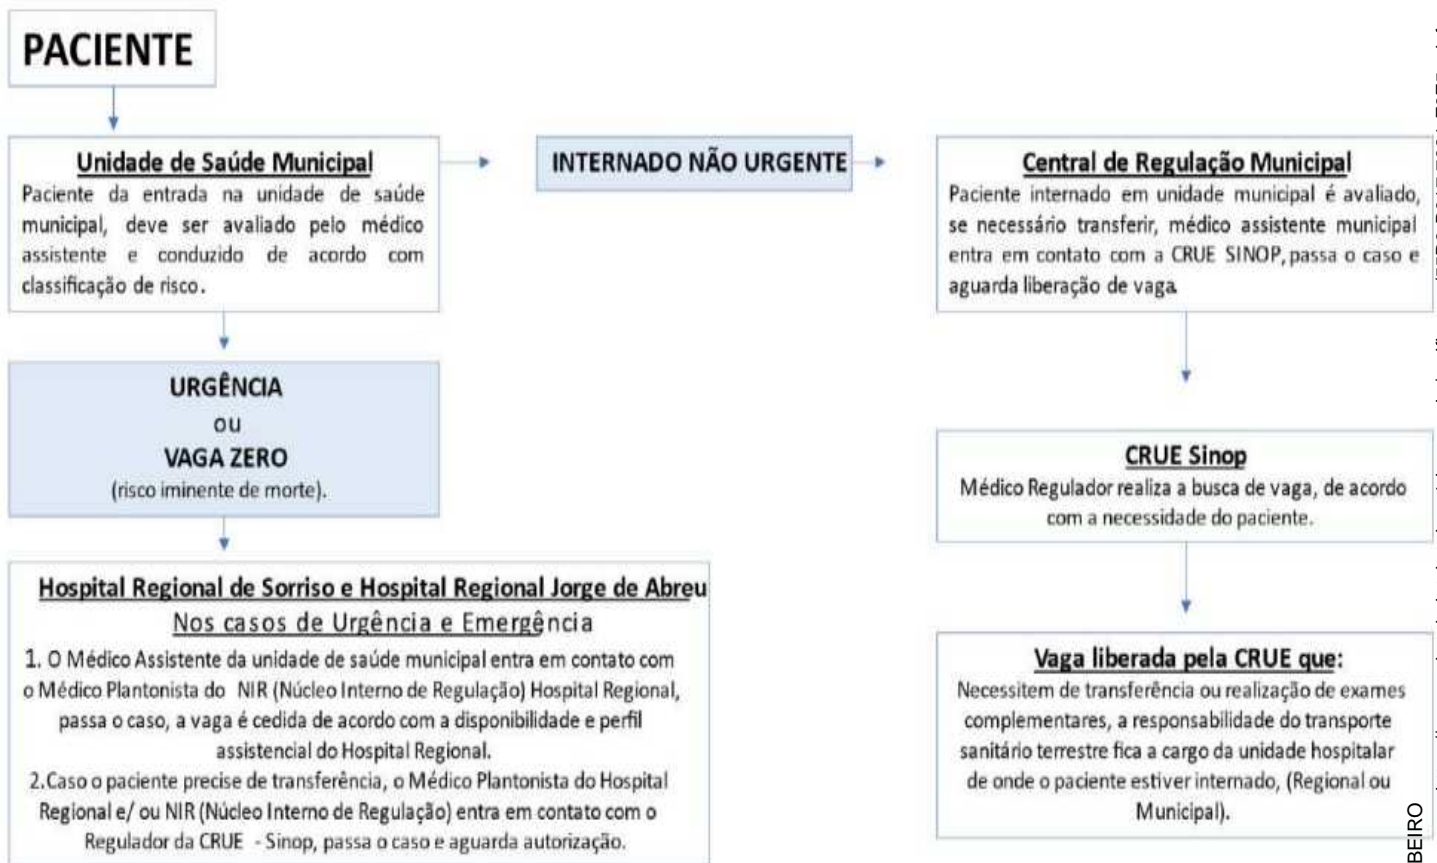 PACIENTE
Unidade de Saúde Municipal
Paciente da entrada na unidade de saúde
municipal, deve ser avaliado pelo médico
assistente e conduzido de acordo com
classificação de risco.
INTERNADO NÃO URGENTE
Central de Regulação Municipal
Paciente internado em unidade municipal é avaliado,
se necessário transferir, médico assistente municipal
entra em contato com a CRUE SINOP, passa o caso e
aguarda liberação de vaga
URGÊNCIA
ou
VAGA ZERO
(risco iminente de morte).
CRUE Sinop
Médico Regulador realiza a busca de vaga, de acordo
com a necessidade do paciente.
Hospital Regional de Sorriso e Hospital Regional Jorge de Abreu
Nos casos de Urgência e Emergência
1. O Médico Assistente da unidade de saúde municipal entra em contato com
o Médico Plantonista do NIR (Núcleo Interno de Regulação) Hospital Regional,
passa o caso, a vaga é cedida de acordo com a disponibilidade e perfil
assistencial do Hospital Regional.
2.Caso o paciente precise de transferência, o Médico Plantonista do Hospital
Regional e/ ou NIR (Núcleo Interno de Regulação) entra em contato com o
Regulador da CRUE - Sinop, passa o caso e aguarda autorização.
Vaga liberada pela CRUE que:
Necessitem de transferência ou realização de exames
complementares, a responsabilidade do transporte
sanitário terrestre fica a cargo da unidade hospitalar
de onde o paciente estiver internado, (Regional ou
Municipal).
BEIRO